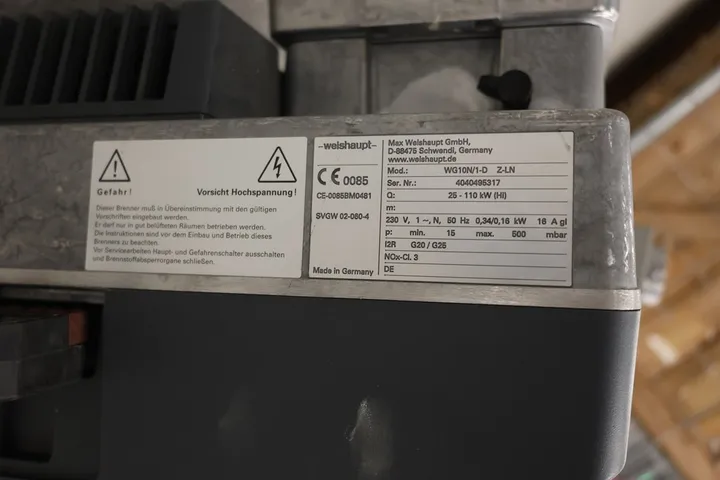 Gefahr!
Vorsicht Hochspannung!
Dieser Brenner muß in Übereinstimmung mit den gültigen
Vorschriften eingebaut werden.
Er darf nur in gut belüfteten Räumen betrieben werden.
Die Instruktionen sind vor dem Einbau und Betrieb dieses
Brenners zu beachten.
Vor Servicearbeiten Haupt- und Gefahrenschalter ausschalten
und Brennstoffabsperrorgane schließen.
-weishaupt-
CE 0085
CE-0085BM0481
SVGW 02-080-4
Made in Germany
Max Weishaupt GmbH,
D-88475 Schwendi, Germany
www.weishaupt.de
Mod.: WG10N/1-D Z-LN
Ser. Nr.: 4040495317
Q: 25 - 110 kW (Hi)
m:
230 V, 1 ~, N, 50 Hz 0,34/0,16 kW 16 A gl
p: min. 15 max. 500 mbar
I2R G20 / G25
NOx-Cl. 3
DE